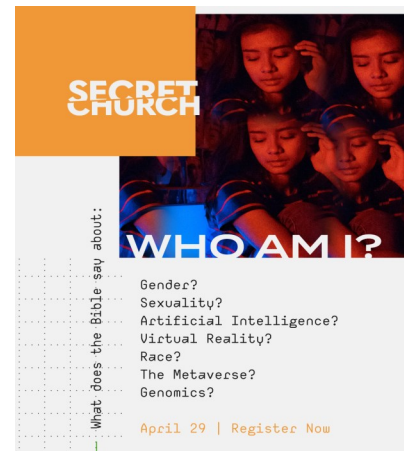 SECRET
CHURCH
WHO AM I?
What does the Bible say about:
Gender?
Sexuality?
Artificial Intelligence?
Virtual Reality?
Race?
The Metaverse?
Genomics?
April 29 | Register Now